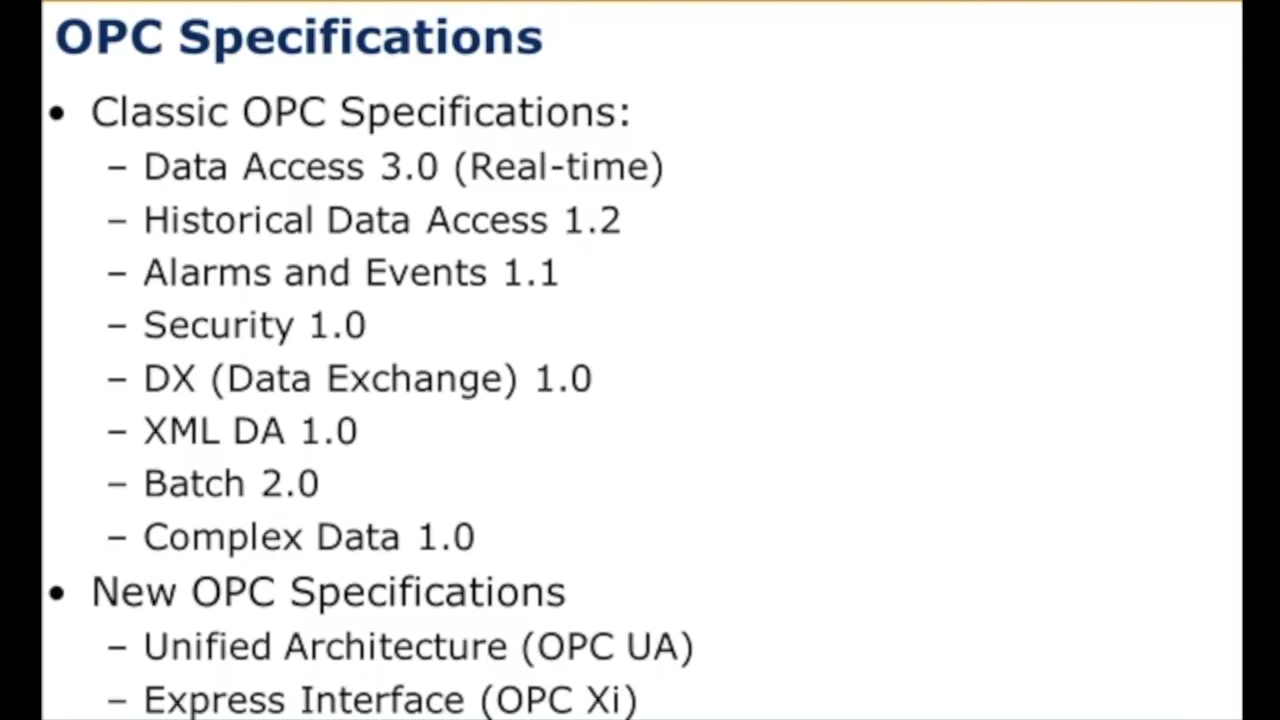 OPC Specifications
• Classic OPC Specifications:
– Data Access 3.0 (Real-time)
– Historical Data Access 1.2
– Alarms and Events 1.1
– Security 1.0
– DX (Data Exchange) 1.0
– XML DA 1.0
– Batch 2.0
– Complex Data 1.0
• New OPC Specifications
– Unified Architecture (OPC UA)
– Express Interface (OPC Xi)